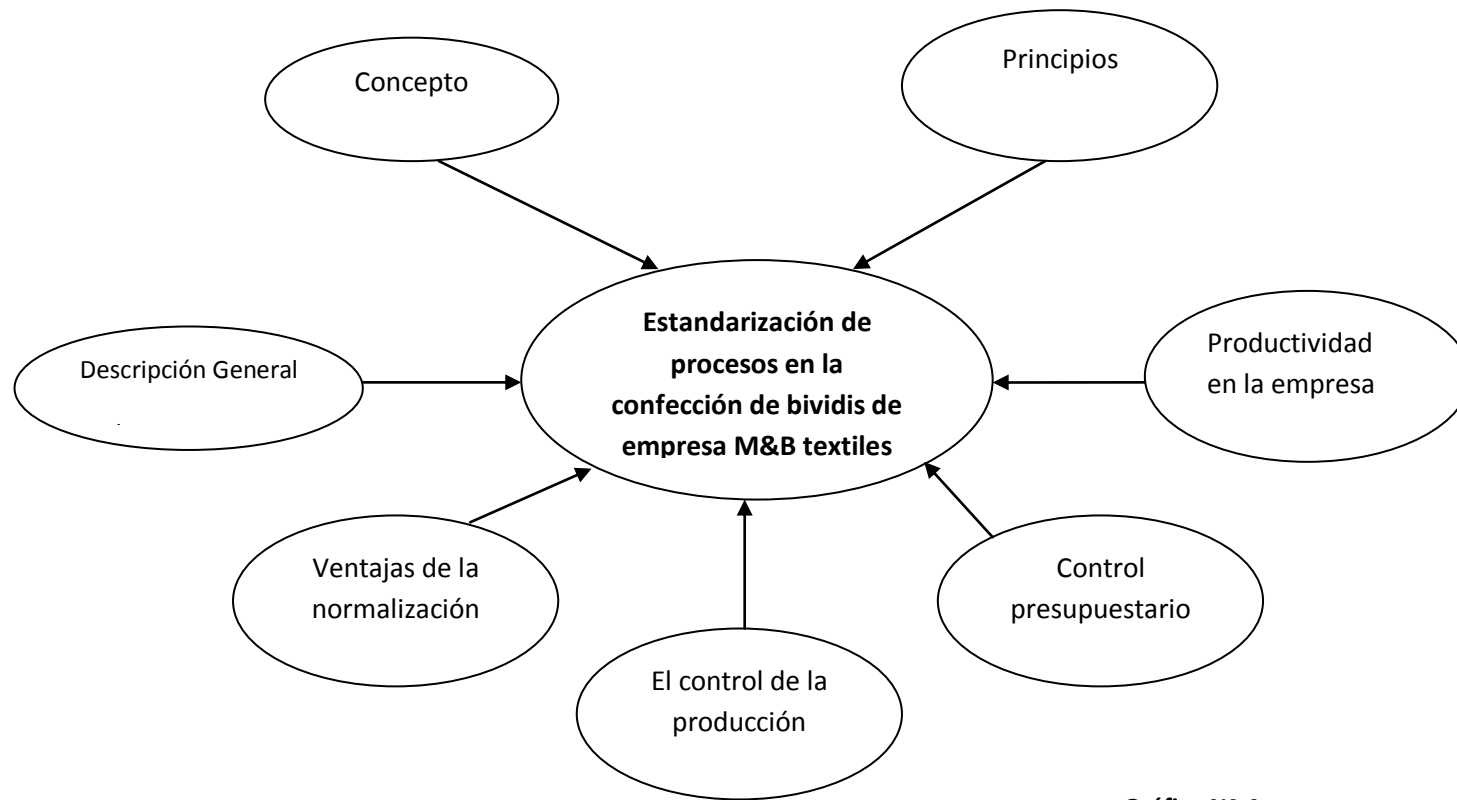 Concepto
Principios
Estandarización de
procesos en la
confección de bividis de
empresa M&B textiles
Descripción General
Productividad
en la empresa
Ventajas de la
normalización
Control
presupuestario
El control de la
producción